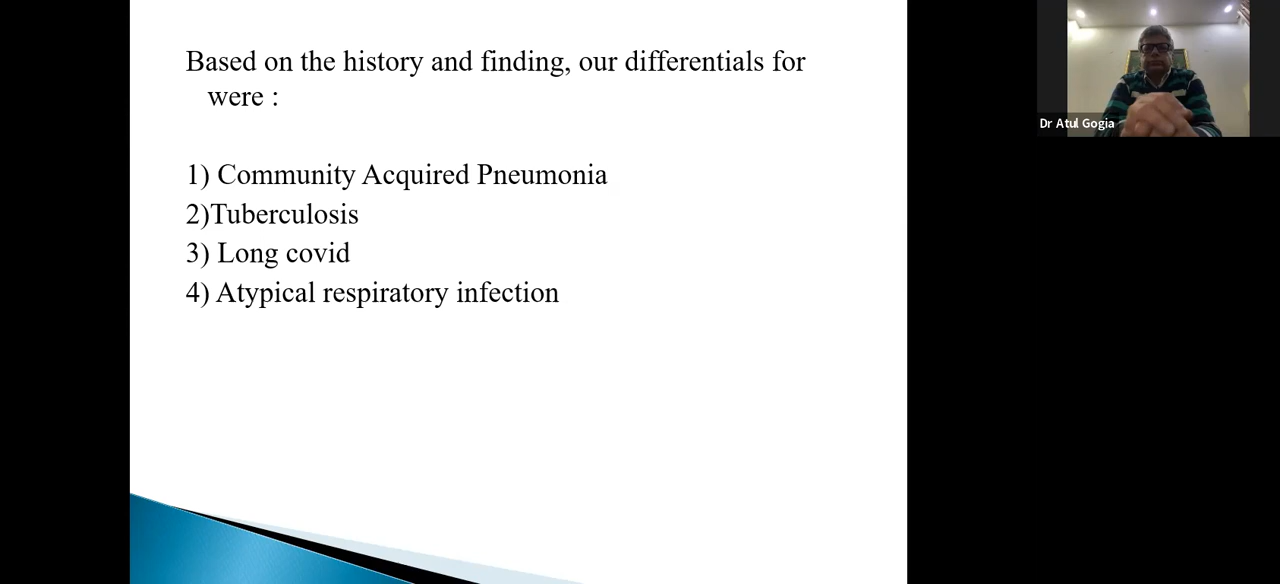 Based on the history and finding, our differentials for
were :
1) Community Acquired Pneumonia
2)Tuberculosis
3) Long covid
4) Atypical respiratory infection
Dr Atul Gogia